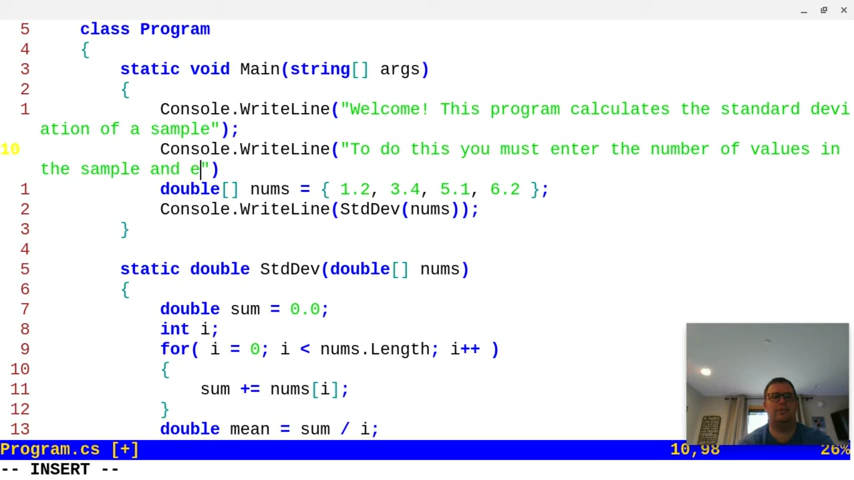 5 class Program
4 {
3 static void Main(string[] args)
2 {
1 Console.WriteLine("Welcome! This program calculates the standard devi
ation of a sample");
10 Console.WriteLine("To do this you must enter the number of values in
the sample and e")
1 double[] nums = { 1.2, 3.4, 5.1, 6.2 };
2 Console.WriteLine(StdDev(nums));
3 }
4
5 static double StdDev(double[] nums)
6 {
7 double sum = 0.0;
8 int i;
9 for( i = 0; i < nums.Length; i++ )
10 {
11 sum += nums[i];
12 }
13 double mean = sum / i;
Program.cs [+] 10,98 26%
-- INSERT --